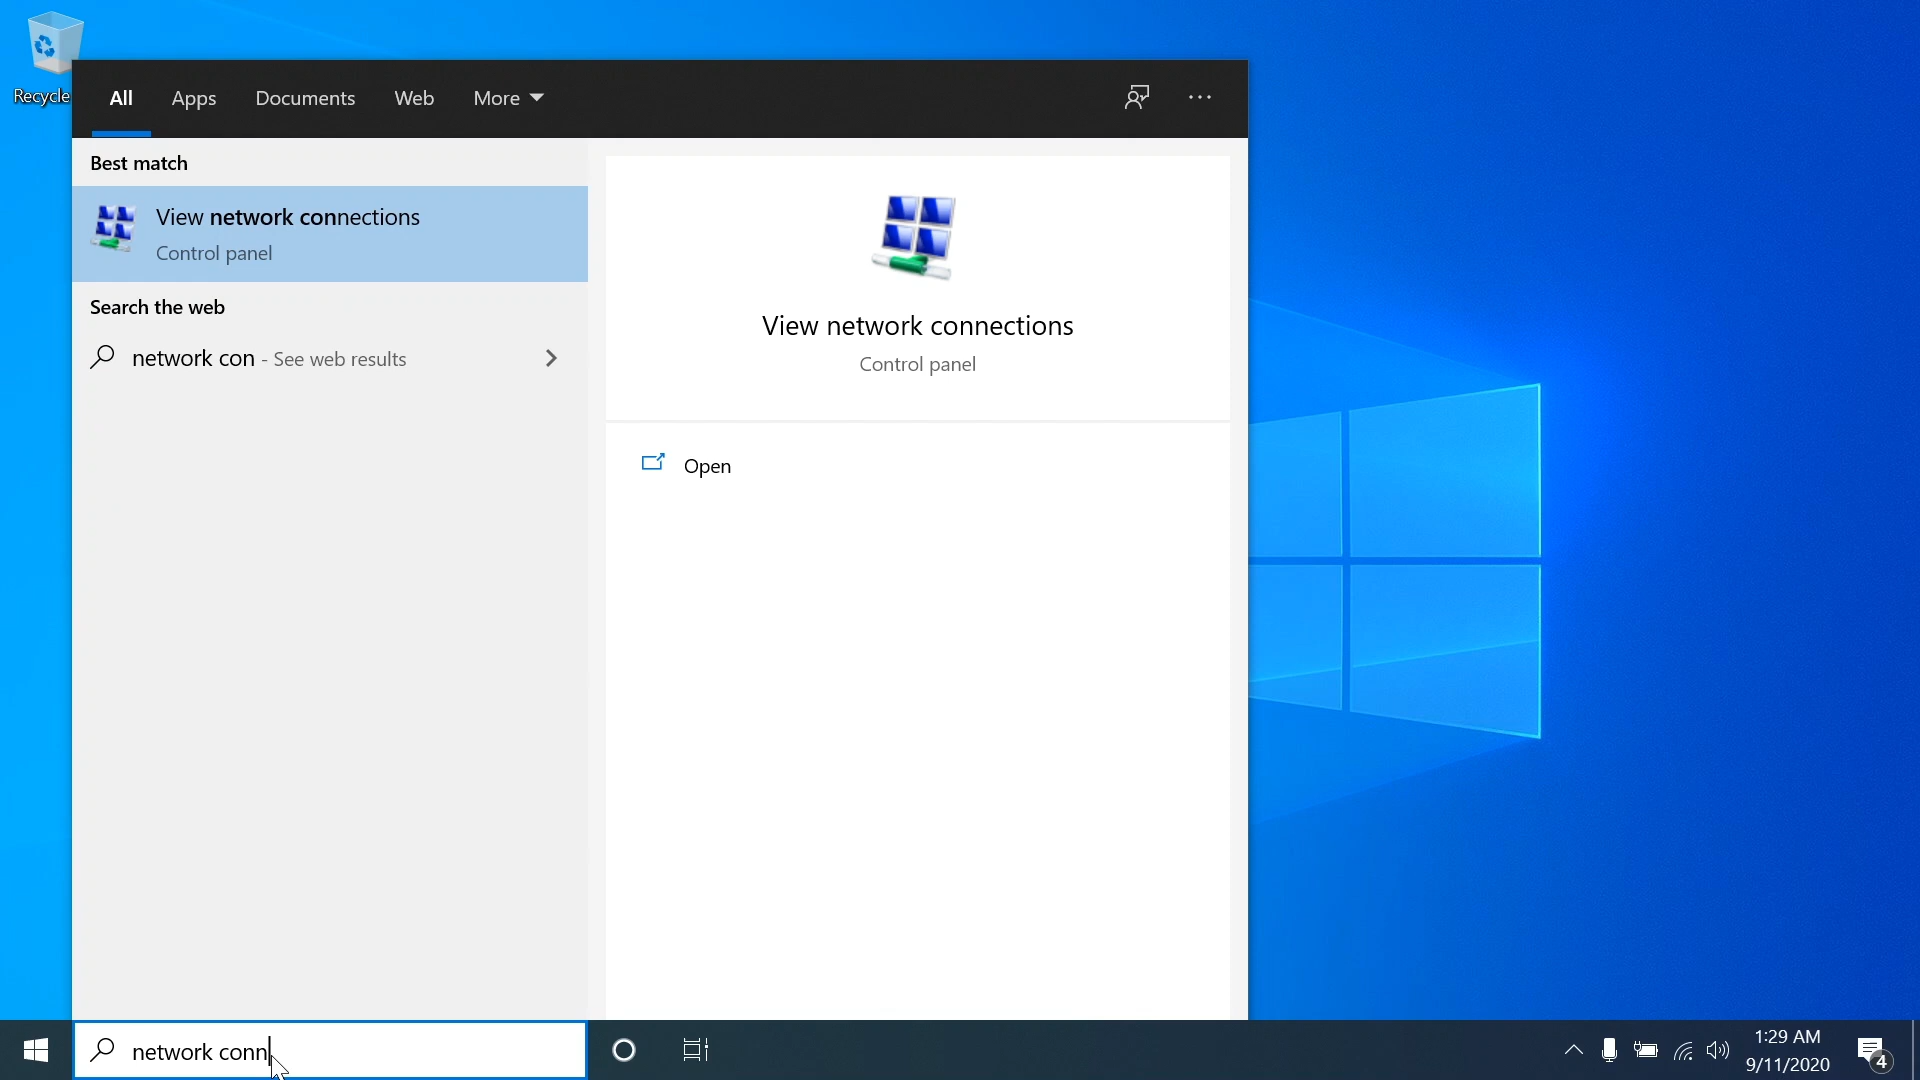 Recycle
All Apps Documents Web More
Best match
View network connections
Control panel
Search the web
network con - See web results
View network connections
Control panel
Open
network conn
1:29 AM
9/11/2020
4